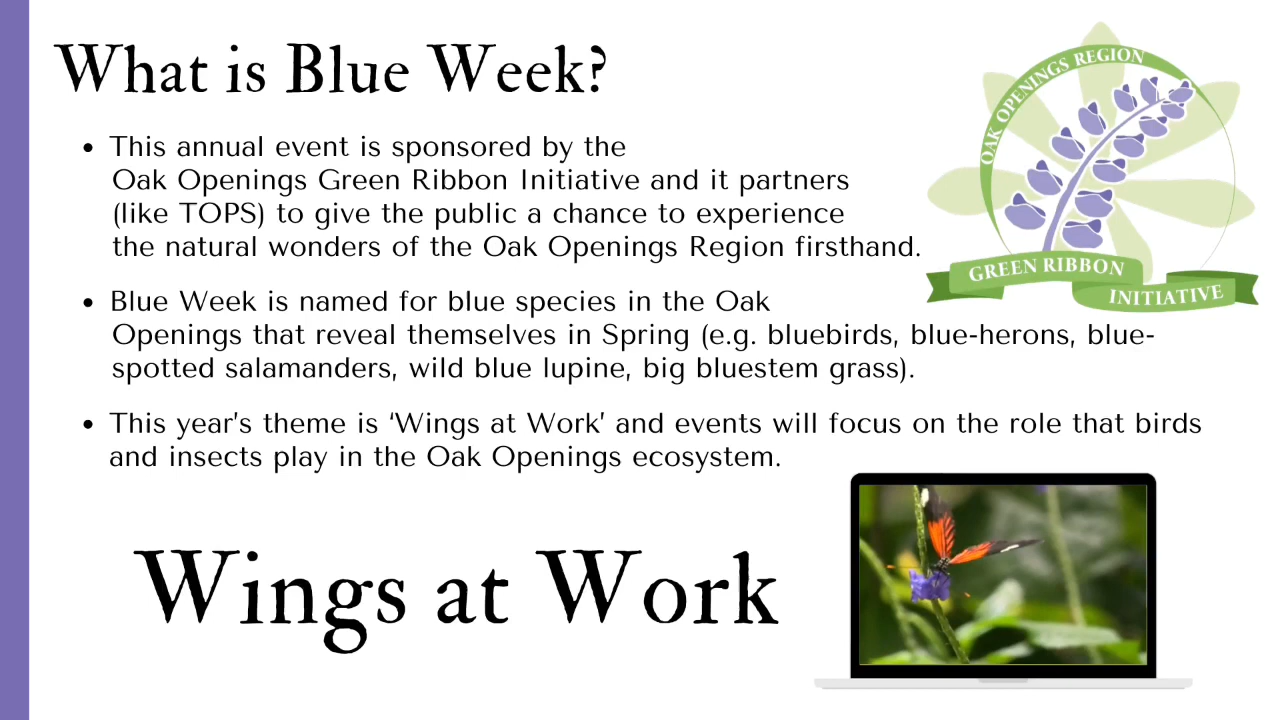 What is Blue Week?
OAK OPENINGS REGION
GREEN RIBBON
INITIATIVE
• This annual event is sponsored by the
Oak Openings Green Ribbon Initiative and it partners
(like TOPS) to give the public a chance to experience
the natural wonders of the Oak Openings Region firsthand.
• Blue Week is named for blue species in the Oak
Openings that reveal themselves in Spring (e.g. bluebirds, blue-herons, blue-
spotted salamanders, wild blue lupine, big bluestem grass).
• This year’s theme is ‘Wings at Work’ and events will focus on the role that birds
and insects play in the Oak Openings ecosystem.
Wings at Work